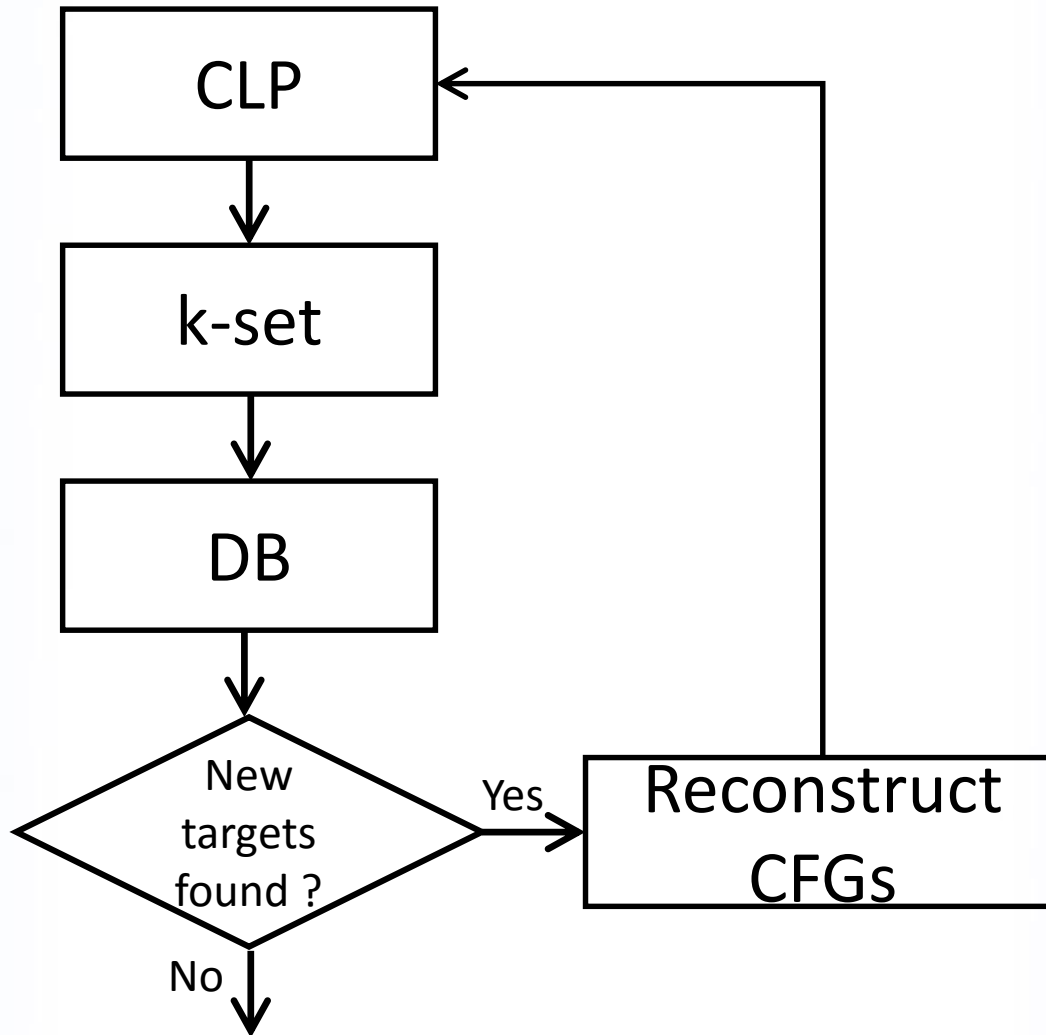 CLP
k-set
DB
New
targets
found ?
Yes
Reconstruct
CFGs
No